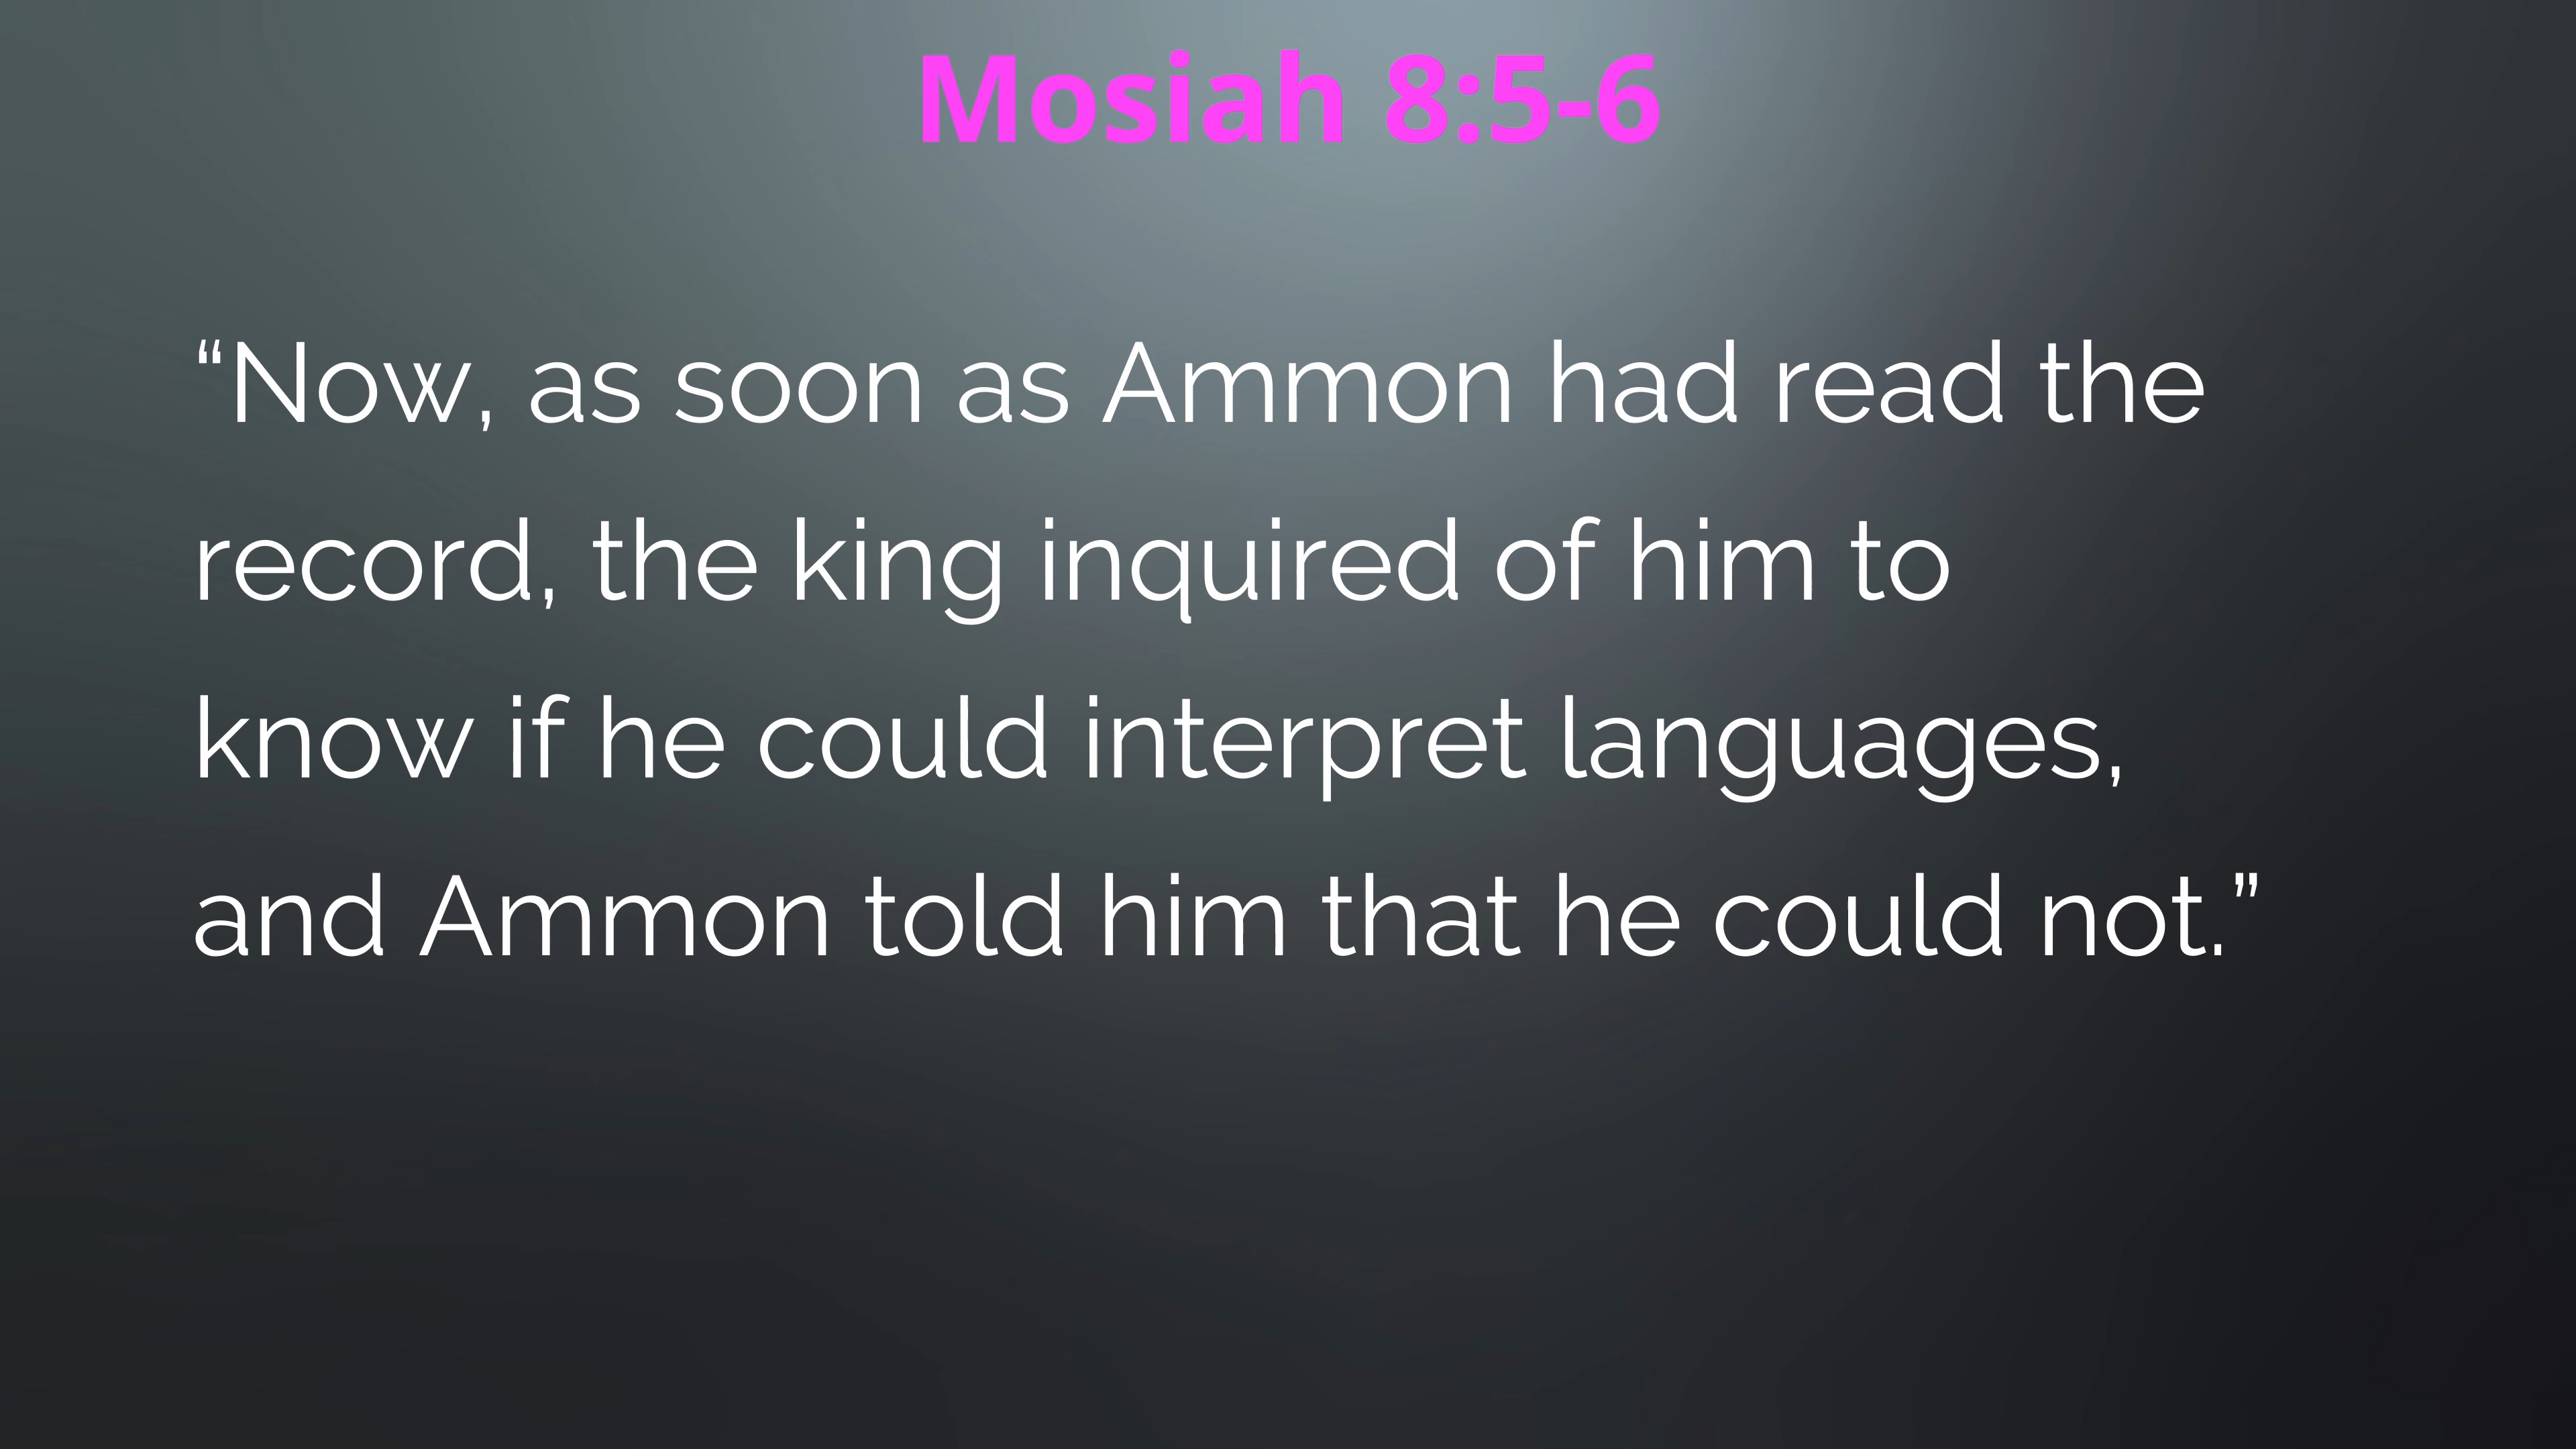 Mosiah 8:5-6
“Now, as soon as Ammon had read the
record, the king inquired of him to
know if he could interpret languages,
and Ammon told him that he could not.”